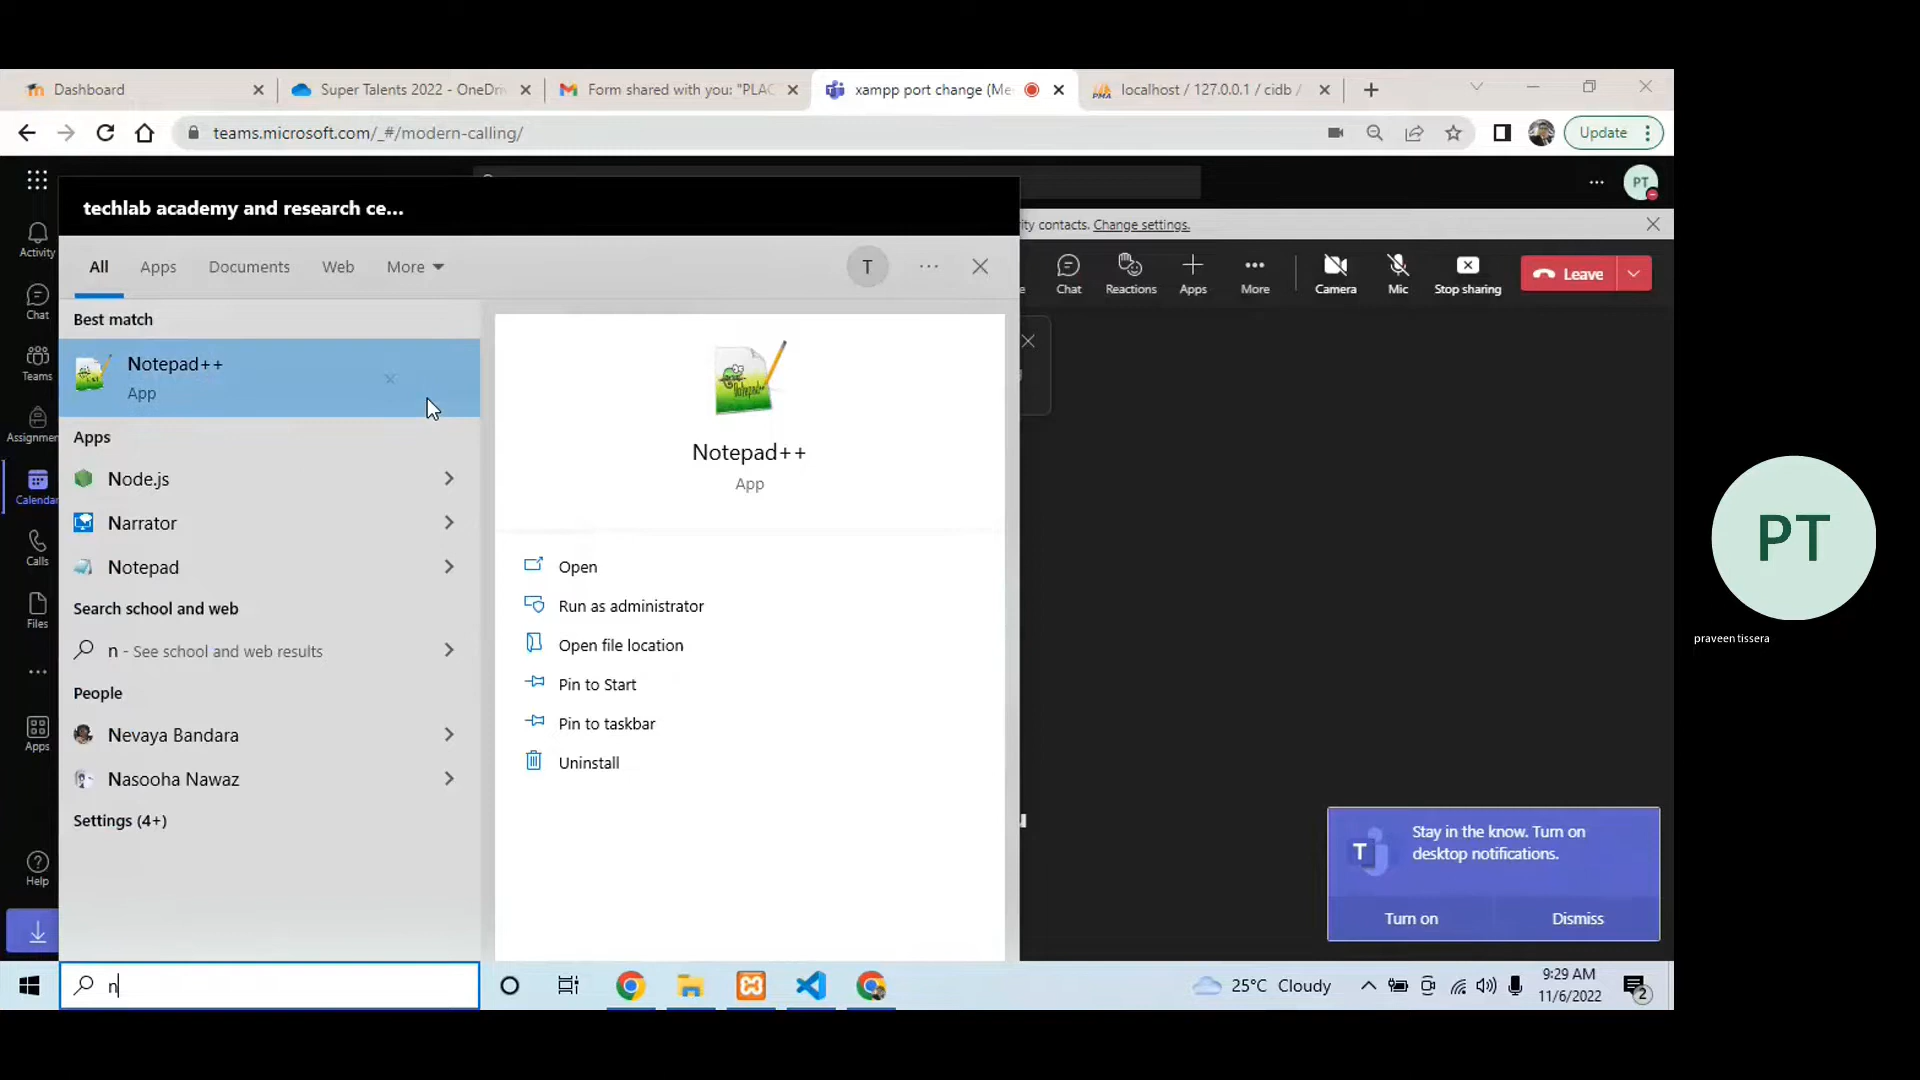 Dashboard
Super Talents 2022 - OneDri
Form shared with you: "PLAC
xampp port change (Me
localhost / 127.0.0.1 / cidb /
teams.microsoft.com/_#/modern-calling/
Update
techlab academy and research ce...
PT
ity contacts. Change settings.
All
Apps
Documents
Web
More
T
Chat
Reactions
Apps
More
Camera
Mic
Stop sharing
Leave
Activity
Chat
Teams
Assignmen
Calendar
Calls
Files
Apps
Help
Best match
Notepad++
App
Apps
Node.js
Narrator
Notepad
Search school and web
n - See school and web results
People
Nevaya Bandara
Nasooha Nawaz
Settings (4+)
Notepad++
App
Open
Run as administrator
Open file location
Pin to Start
Pin to taskbar
Uninstall
Stay in the know. Turn on
desktop notifications.
Turn on
Dismiss
PT
praveen tissera
n
25°C Cloudy
9:29 AM
11/6/2022
2